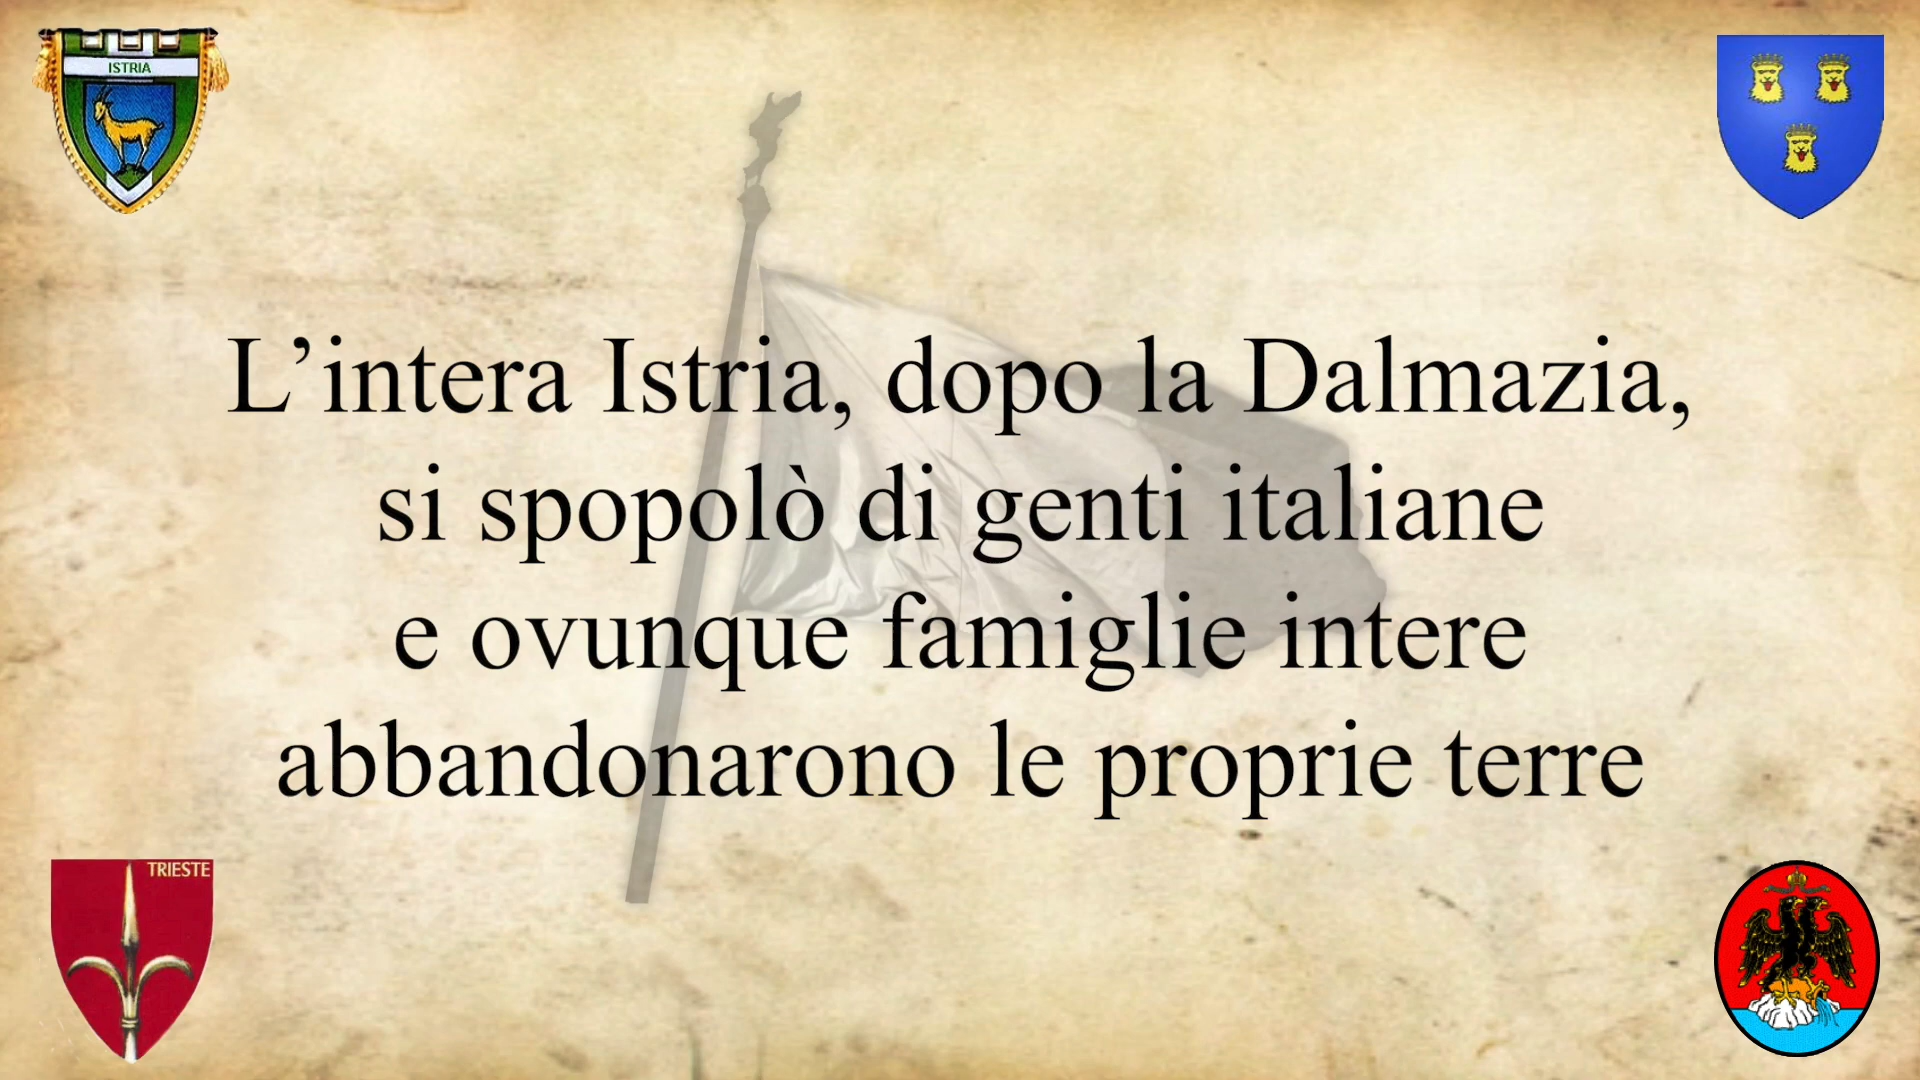 ISTRIA
L’intera Istria, dopo la Dalmazia,
si spopolò di genti italiane
e ovunque famiglie intere
abbandonarono le proprie terre
TRIESTE